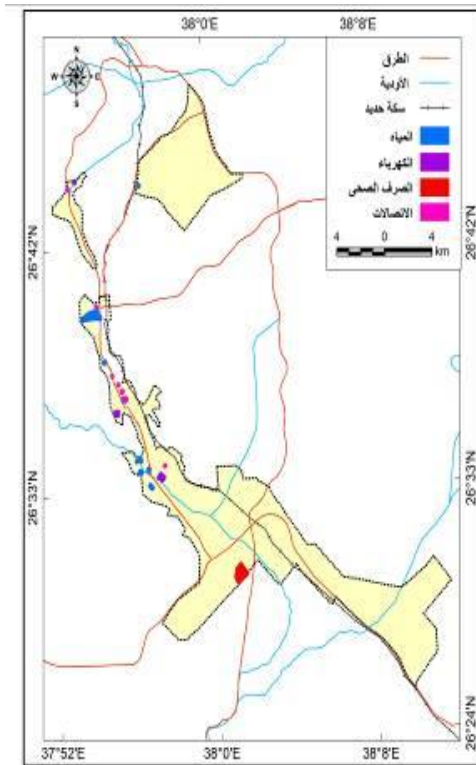 38°0'E
38°8'E
N
W
E
S
الطرق
الأودية
سكة حديد
المياه
الكهرباء
الصرف الصحى
الاتصالات
4 0 4
km
26°42'N
26°42'N
26°33'N
26°33'N
26°24'N
37°52'E
38°0'E
38°8'E